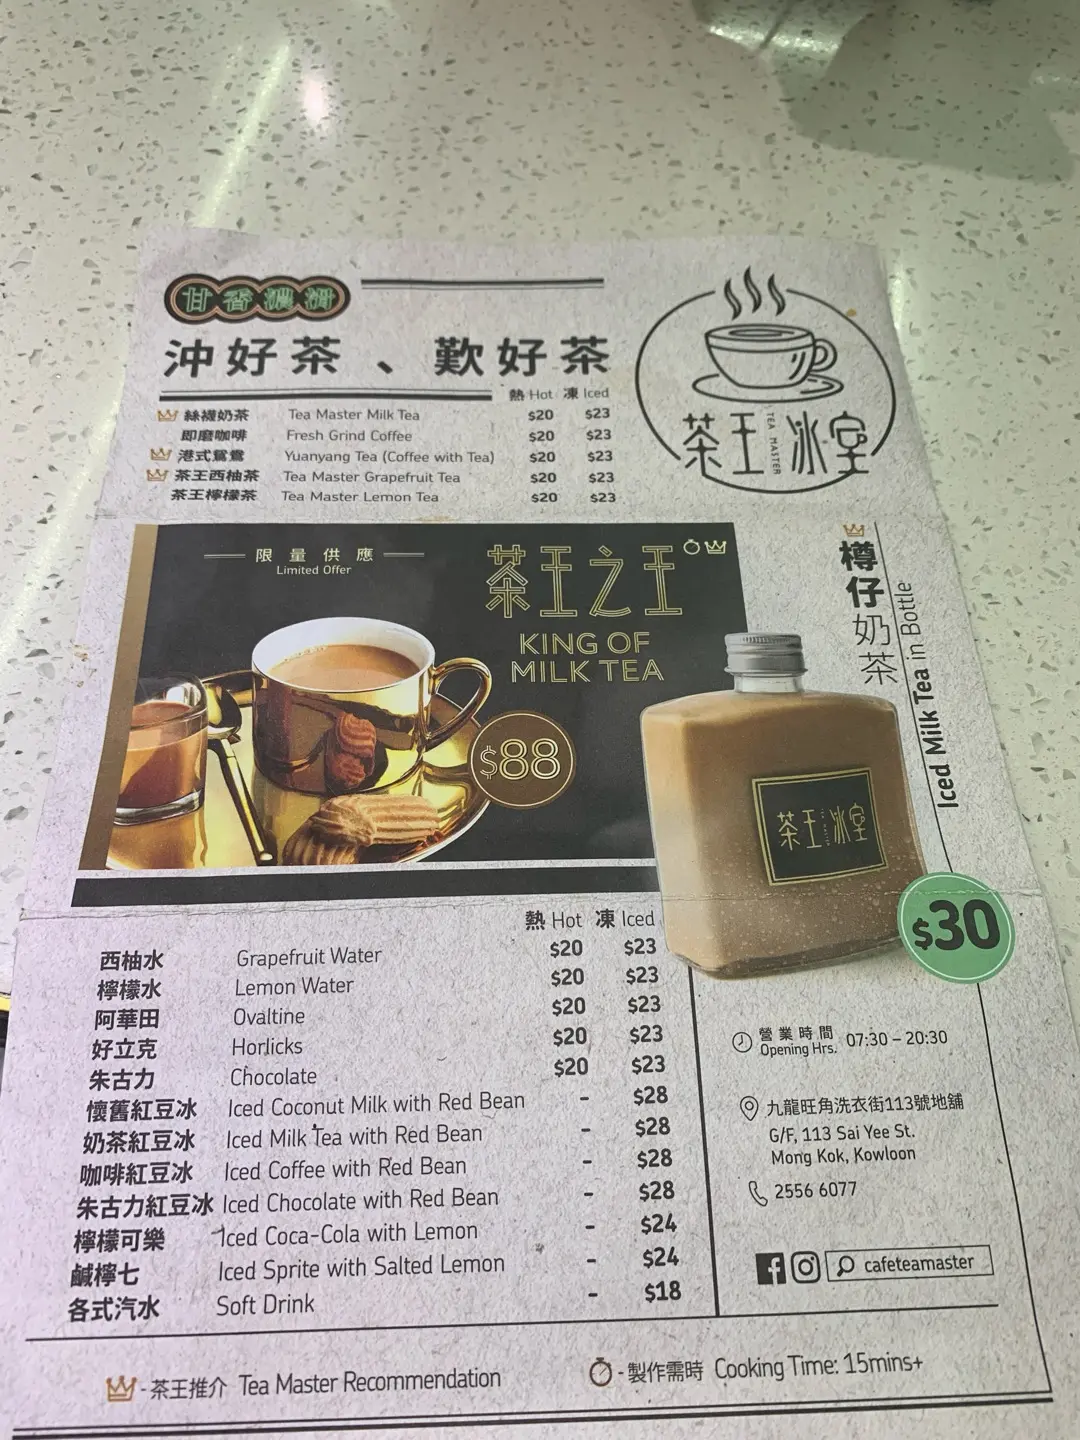 甘香濃滑
沖好茶、歎好茶
熱 Hot 凍 Iced
絲襪奶茶 Tea Master Milk Tea $20 $23
即磨咖啡 Fresh Grind Coffee $20 $23
港式鴛鴦 Yuanyang Tea (Coffee with Tea) $20 $23
茶王西柚茶 Tea Master Grapefruit Tea $20 $23
茶王檸檬茶 Tea Master Lemon Tea $20 $23
茶王 TEA MASTER 冰室
限量供應
Limited Offer
茶王之王
KING OF
MILK TEA
$88
樽仔奶茶
Iced Milk Tea in Bottle
茶王冰室
$30
熱 Hot 凍 Iced
西柚水 Grapefruit Water $20 $23
檸檬水 Lemon Water $20 $23
阿華田 Ovaltine $20 $23
好立克 Horlicks $20 $23
朱古力 Chocolate $20 $23
懷舊紅豆冰 Iced Coconut Milk with Red Bean - $28
奶茶紅豆冰 Iced Milk Tea with Red Bean - $28
咖啡紅豆冰 Iced Coffee with Red Bean - $28
朱古力紅豆冰 Iced Chocolate with Red Bean - $28
檸檬可樂 Iced Coca-Cola with Lemon - $24
鹹檸七 Iced Sprite with Salted Lemon - $24
各式汽水 Soft Drink - $18
營業時間
Opening Hrs. 07:30 – 20:30
九龍旺角洗衣街113號地舖
G/F, 113 Sai Yee St.
Mong Kok, Kowloon
2556 6077
cafeteamaster
-茶王推介 Tea Master Recommendation
-製作需時 Cooking Time: 15mins+